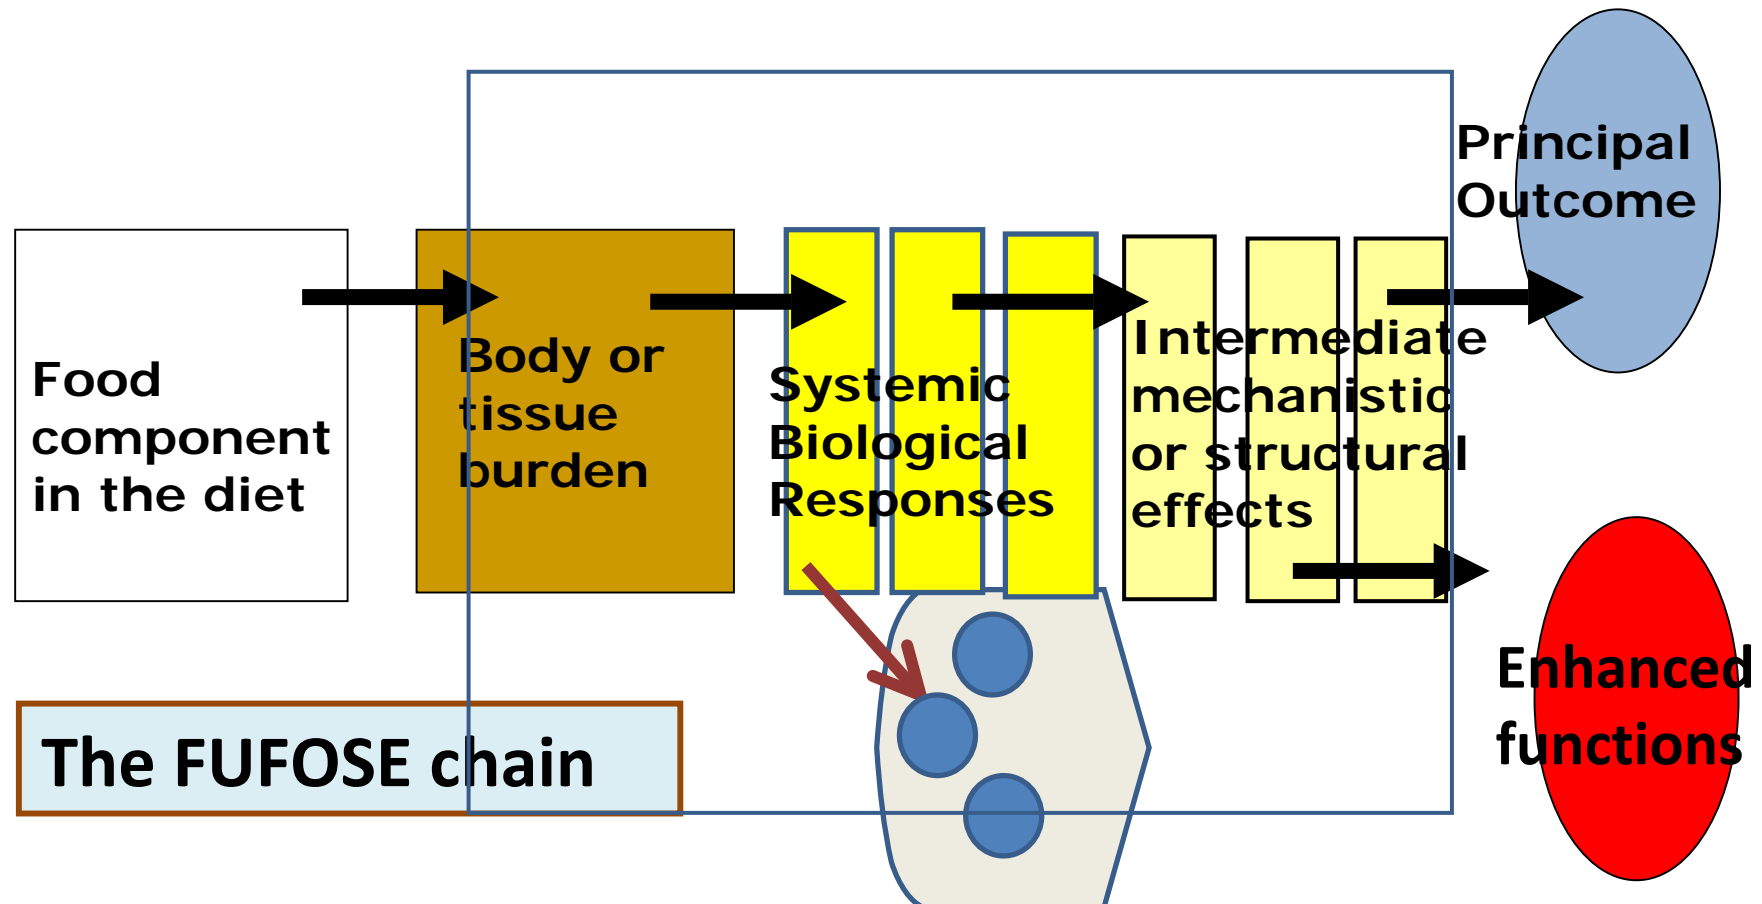 Principal
Outcome
Food
component
in the diet
Body or
tissue
burden
Systemic
Biological
Responses
Intermediate
mechanistic
or structural
effects
Enhanced
functions
The FUFOSE chain